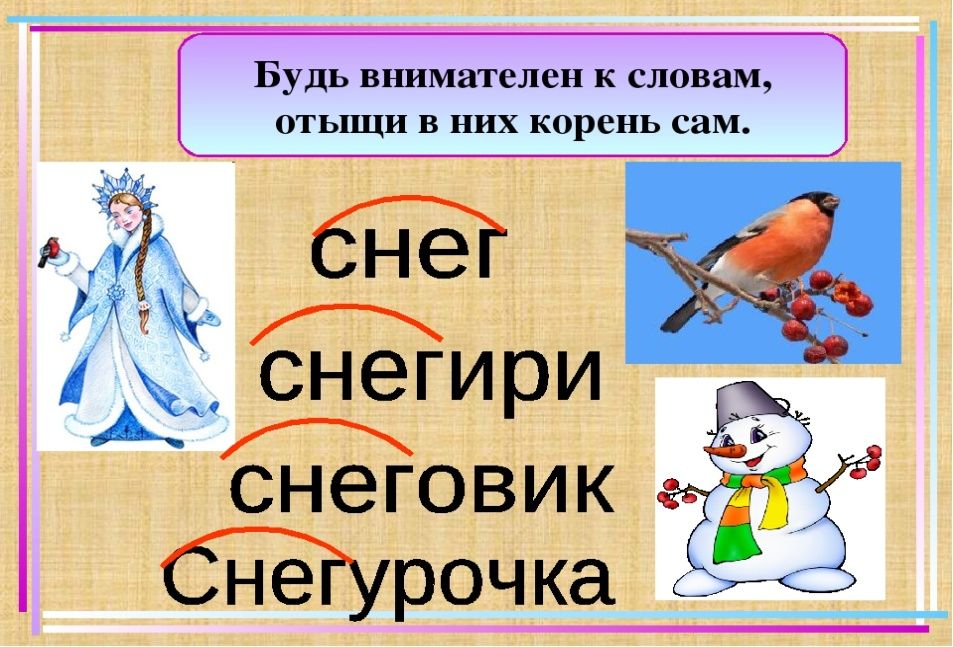 Будь внимателен к словам,
отыщи в них корень сам.
снег
снегири
снеговик
Снегурочка